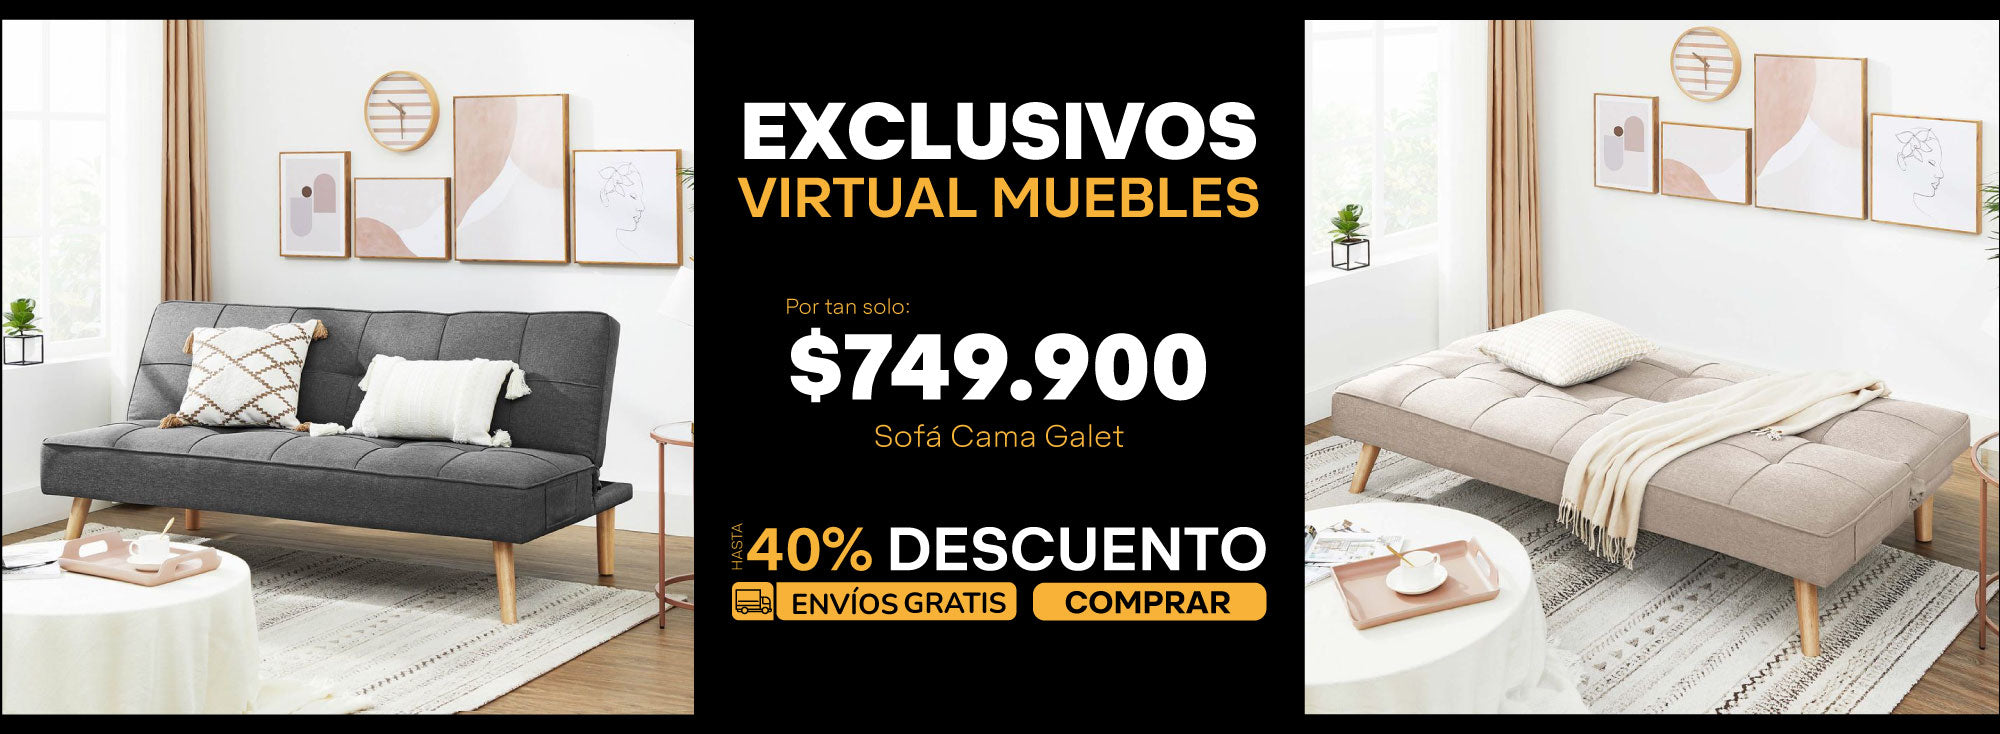 EXCLUSIVOS
VIRTUAL MUEBLES
Por tan solo:
$749.900
Sofá Cama Galet
HASTA 40% DESCUENTO
ENVÍOS GRATIS COMPRAR